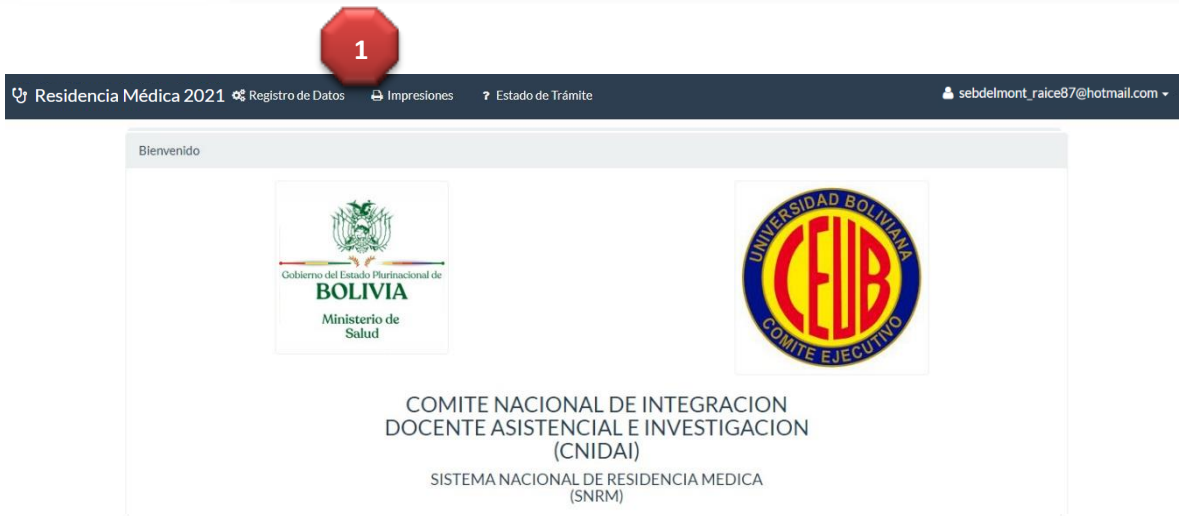 1
Residencia Médica 2021 Registro de Datos Impresiones ? Estado de Trámite sebdelmont_raice87@hotmail.com
Bienvenido
Gobierno del Estado Plurinacional de
BOLIVIA
Ministerio de
Salud
UNIVERSIDAD BOLIVIANA
CEUB
COMITE EJECUTIVO
COMITE NACIONAL DE INTEGRACION
DOCENTE ASISTENCIAL E INVESTIGACION
(CNIDAI)
SISTEMA NACIONAL DE RESIDENCIA MEDICA
(SNRM)